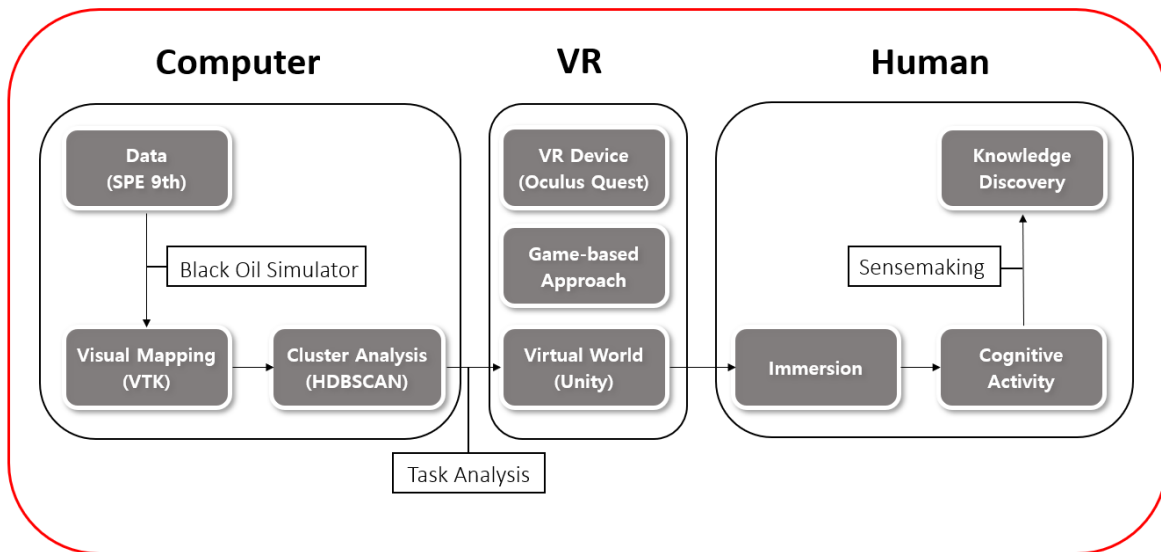 Computer
VR
Human
Data
(SPE 9th)
Black Oil Simulator
Visual Mapping
(VTK)
Cluster Analysis
(HDBSCAN)
Task Analysis
VR Device
(Oculus Quest)
Game-based
Approach
Virtual World
(Unity)
Knowledge
Discovery
Sensemaking
Immersion
Cognitive
Activity